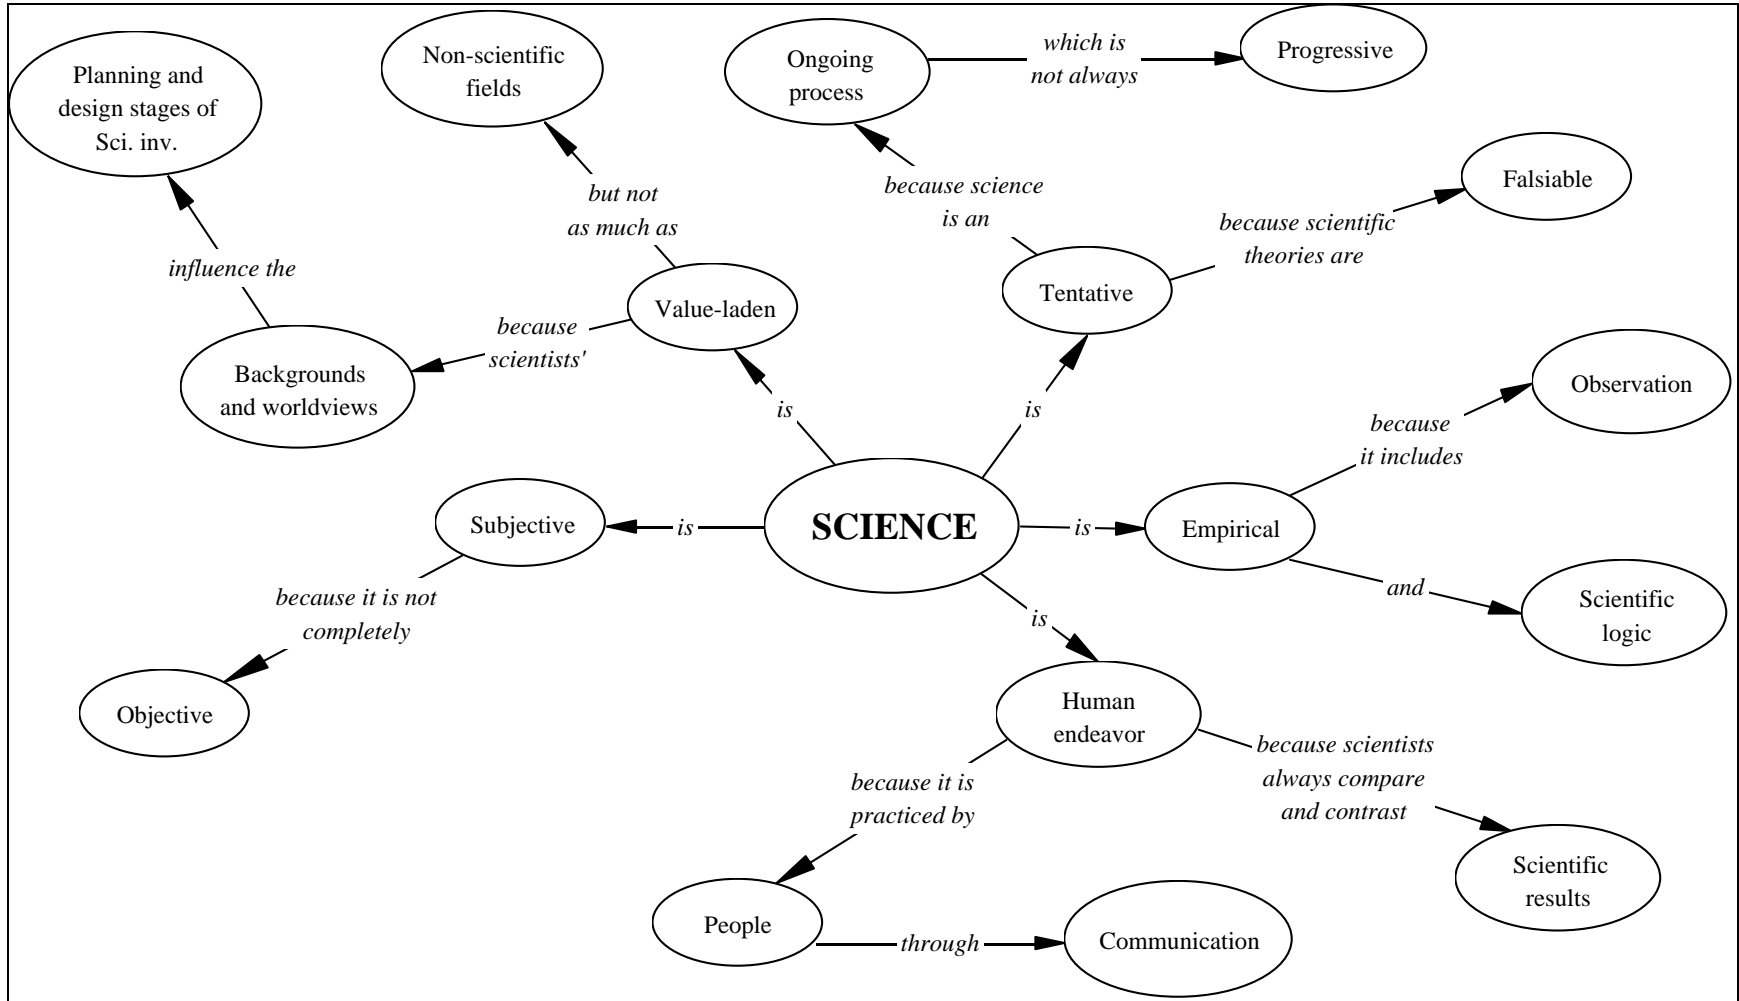 Planning and
design stages of
Sci. inv.
Non-scientific
fields
Ongoing
process
which is
not always
Progressive
but not
as much as
because science
is an
because scientific
theories are
Falsiable
influence the
Value-laden
Tentative
because
scientists'
Backgrounds
and worldviews
is
is
Observation
because
it includes
Subjective
is
SCIENCE
is
Empirical
because it is not
completely
and
Scientific
logic
is
Objective
Human
endeavor
because scientists
always compare
and contrast
because it is
practiced by
Scientific
results
People
through
Communication